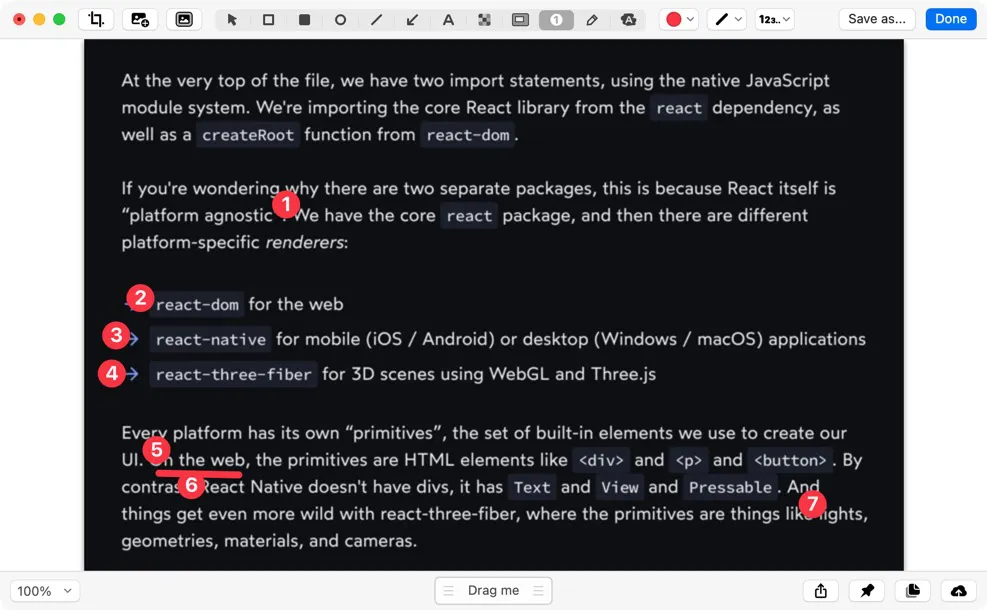 1
A
123..
Save as...
Done
At the very top of the file, we have two import statements, using the native JavaScript
module system. We're importing the core React library from the react dependency, as
well as a createRoot function from react-dom.
If you're wondering why there are two separate packages, this is because React itself is
“platform agnostic 1. We have the core react package, and then there are different
platform-specific renderers:
2 react-dom for the web
3 → react-native for mobile (iOS / Android) or desktop (Windows / macOS) applications
4 → react-three-fiber for 3D scenes using WebGL and Three.js
Every platform has its own “primitives”, the set of built-in elements we use to create our
UI. 5 the web, the primitives are HTML elements like <div> and <p> and <button>. By
6 React Native doesn't have divs, it has Text and View and Pressable. And
things get even more wild with react-three-fiber, where the primitives are things 7
geometries, materials, and cameras.
100%
Drag me